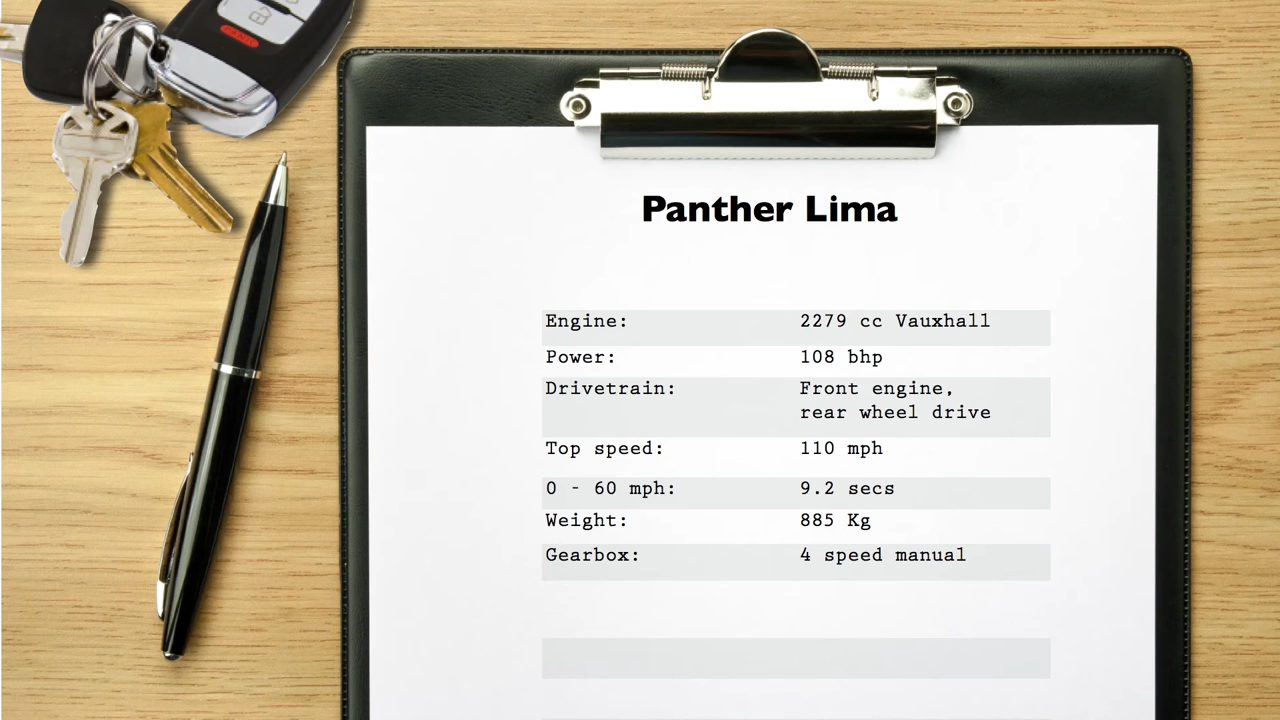 PANIC
Panther Lima
Engine: 2279 cc Vauxhall
Power: 108 bhp
Drivetrain: Front engine,
rear wheel drive
Top speed: 110 mph
0 - 60 mph: 9.2 secs
Weight: 885 Kg
Gearbox: 4 speed manual